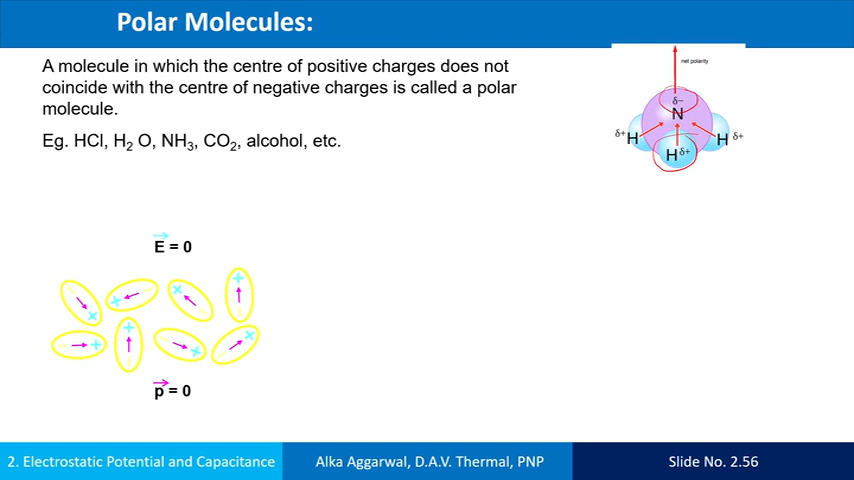 Polar Molecules:
A molecule in which the centre of positive charges does not
coincide with the centre of negative charges is called a polar
molecule.
Eg. HCl, H₂ O, NH₃, CO₂, alcohol, etc.
net polarity
δ−
N
δ+ H
H δ+
H δ+
E = 0
p = 0
2. Electrostatic Potential and Capacitance
Alka Aggarwal, D.A.V. Thermal, PNP
Slide No. 2.56